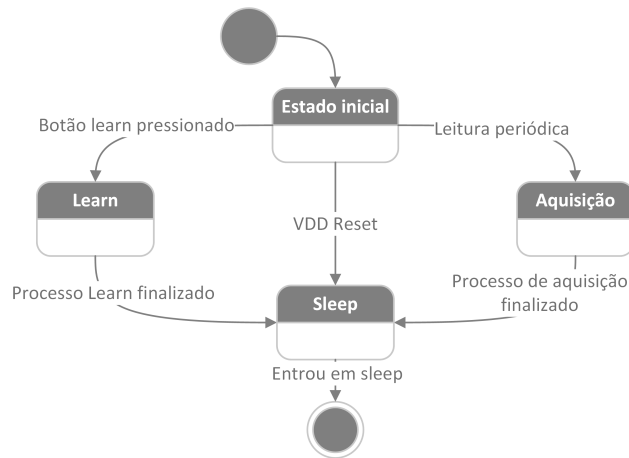 Estado inicial
Botão learn pressionado
Leitura periódica
Learn
Aquisição
VDD Reset
Processo Learn finalizado
Processo de aquisição
finalizado
Sleep
Entrou em sleep